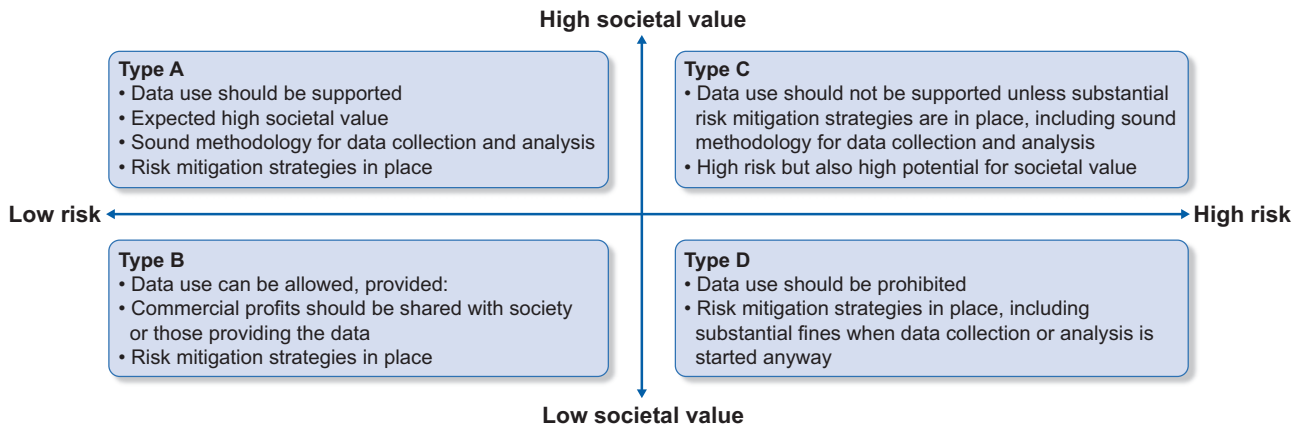 High societal value
Type A
• Data use should be supported
• Expected high societal value
• Sound methodology for data collection and analysis
• Risk mitigation strategies in place
Type C
• Data use should not be supported unless substantial
risk mitigation strategies are in place, including sound
methodology for data collection and analysis
• High risk but also high potential for societal value
Low risk
High risk
Type B
• Data use can be allowed, provided:
• Commercial profits should be shared with society
or those providing the data
• Risk mitigation strategies in place
Type D
• Data use should be prohibited
• Risk mitigation strategies in place, including
substantial fines when data collection or analysis is
started anyway
Low societal value